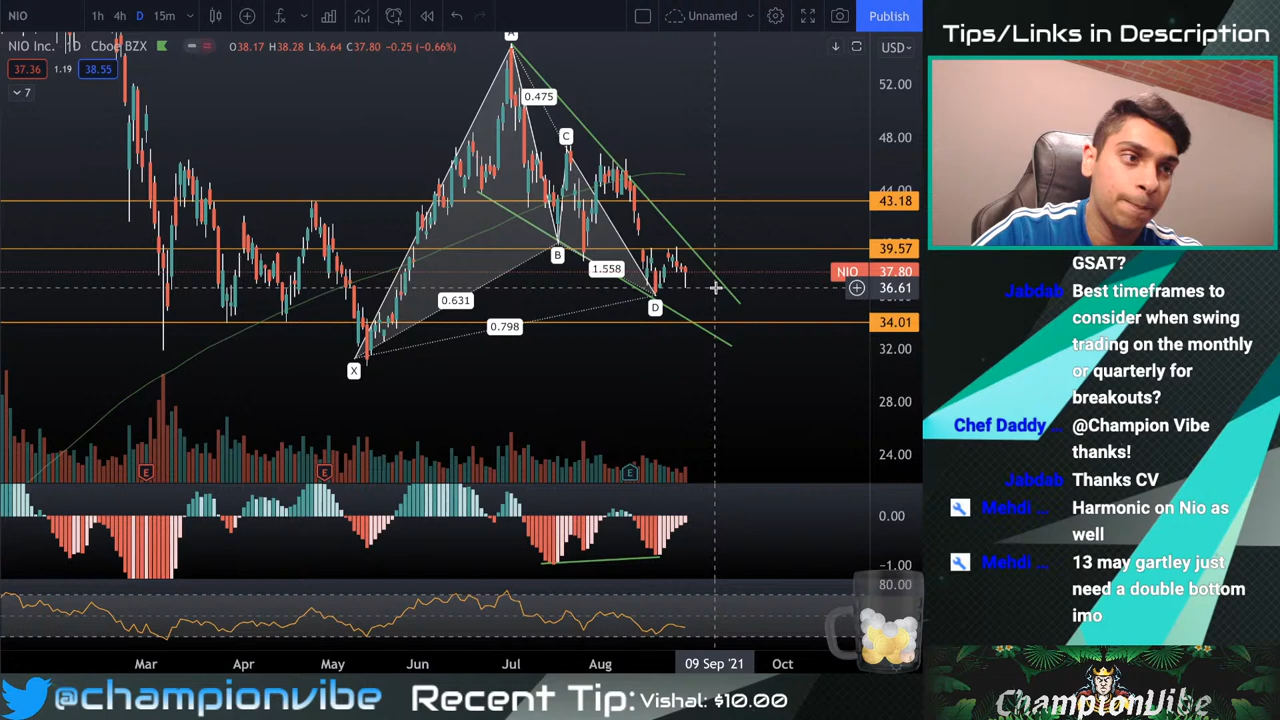 1h 4h D 15m
Unnamed
Publish
Tips/Links in Description
NIO Inc. 1D Cboe BZX
O38.17 H38.28 L36.64 C37.80 -0.25 (-0.66%)
USD
37.36 1.19 38.55
7
52.00
48.00
44.00
43.18
39.57
NIO 37.80
36.61
34.01
32.00
28.00
24.00
0.475
C
B
1.558
0.631
D
0.798
X
E
E
E
0.00
-1.00
80.00
Mar Apr May Jun Jul Aug 09 Sep '21 Oct
GSAT?
Jabdab Best timeframes to
consider when swing
trading on the monthly
or quarterly for
breakouts?
Chef Daddy ... @Champion Vibe
thanks!
Jabdab Thanks CV
Mehdi ... Harmonic on Nio as
well
Mehdi ... 13 may gartley just
need a double bottom
imo
@championvibe
Recent Tip: Vishal: $10.00
ChampionVibe